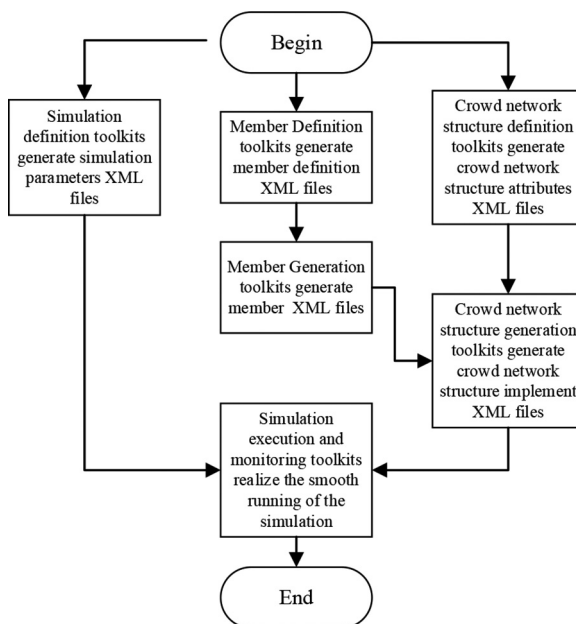 Begin
Simulation
definition toolkits
generate simulation
parameters XML
files
Member Definition
toolkits generate
member definition
XML files
Crowd network
structure definition
toolkits generate
crowd network
structure attributes
XML files
Member Generation
toolkits generate
member XML files
Crowd network
structure generation
toolkits generate
crowd network
structure implement
XML files
Simulation
execution and
monitoring toolkits
realize the smooth
running of the
simulation
End